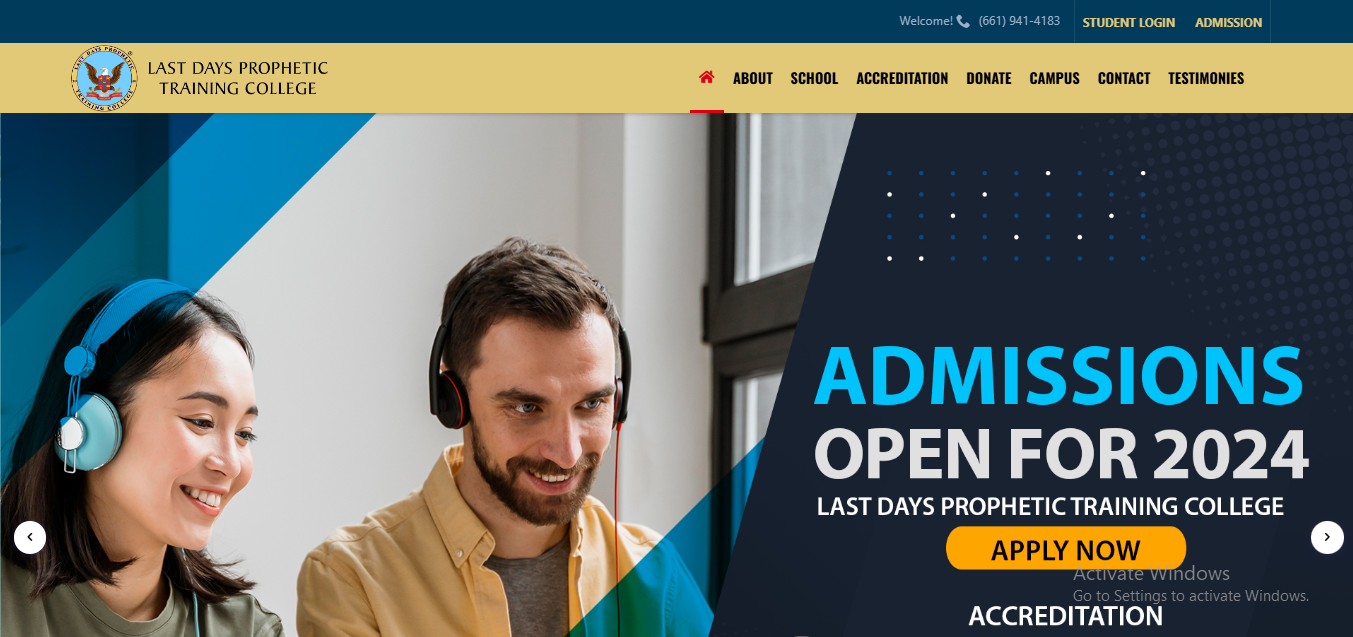 Welcome! (661) 941-4183 STUDENT LOGIN ADMISSION
LAST DAYS PROPHETIC
TRAINING COLLEGE
LAST DAYS PROPHETIC
TRAINING COLLEGE
ABOUT SCHOOL ACCREDITATION DONATE CAMPUS CONTACT TESTIMONIES
ADMISSIONS
OPEN FOR 2024
LAST DAYS PROPHETIC TRAINING COLLEGE
APPLY NOW
Activate Windows
Go to Settings to activate Windows.
ACCREDITATION